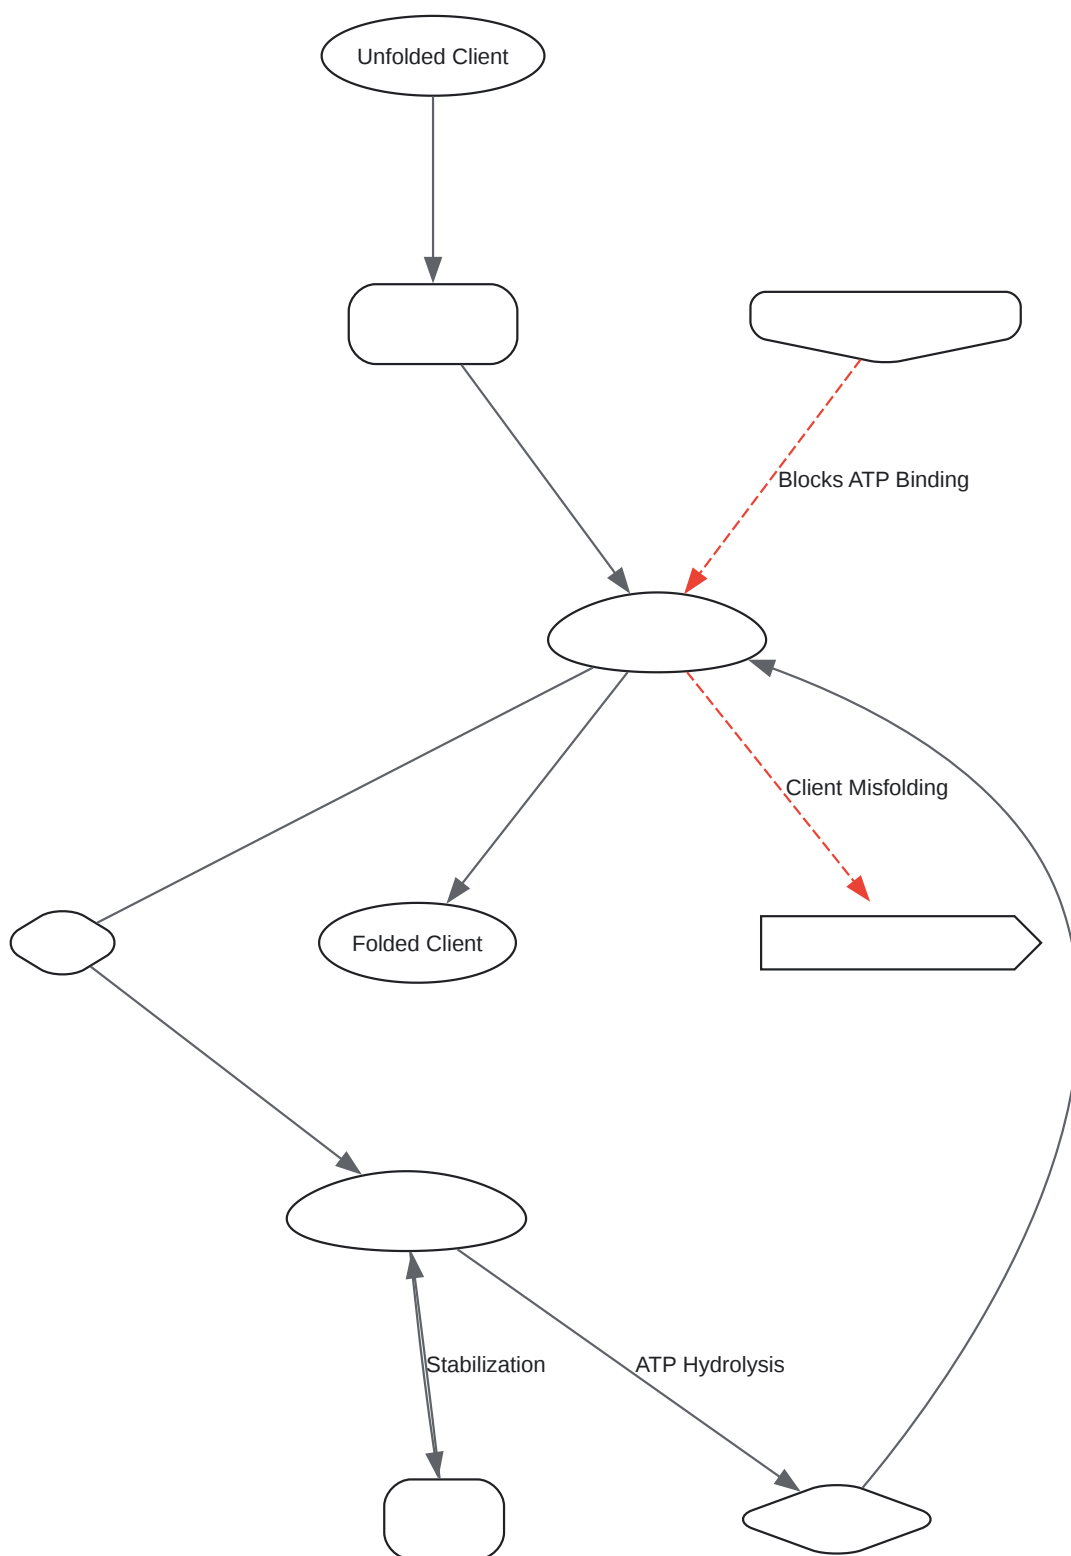 Unfolded Client
Blocks ATP Binding
Client Misfolding
Folded Client
Stabilization
ATP Hydrolysis